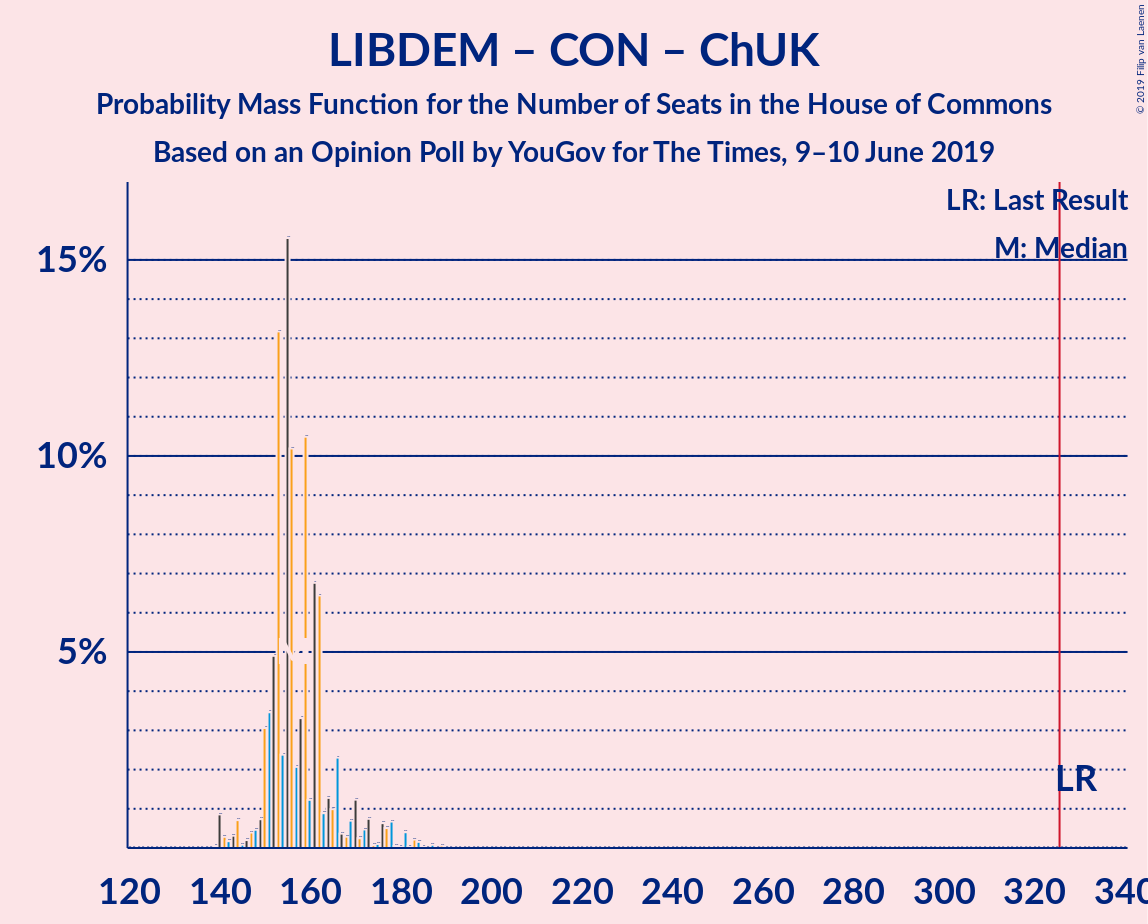 LIBDEM – CON – ChUK
Probability Mass Function for the Number of Seats in the House of Commons
Based on an Opinion Poll by YouGov for The Times, 9–10 June 2019
© 2019 Filip van Laenen
LR: Last Result
M: Median
15%
10%
5%
M
LR
120 140 160 180 200 220 240 260 280 300 320 340